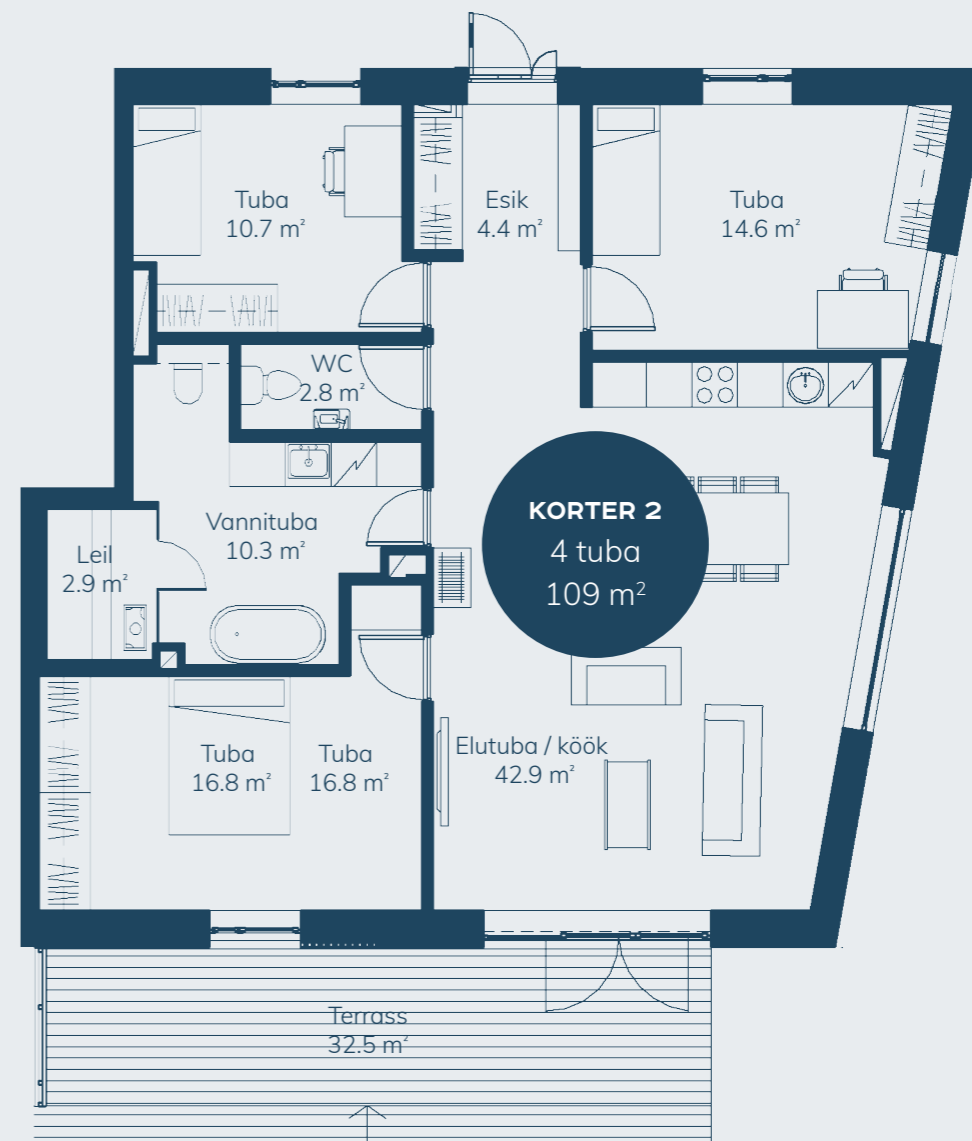 Tuba
10.7 m²
Esik
4.4 m²
Tuba
14.6 m²
WC
2.8 m²
Vannituba
10.3 m²
Leil
2.9 m²
KORTER 2
4 tuba
109 m²
Tuba
16.8 m²
Tuba
16.8 m²
Elutuba / köök
42.9 m²
Terrass
32.5 m²